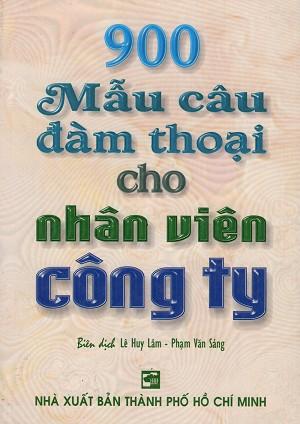 900
Mẫu câu
đàm thoại
cho
nhân viên
công ty
Biên dịch Lê Huy Lâm - Phạm Văn Sáng
NHÀ XUẤT BẢN THÀNH PHỐ HỒ CHÍ MINH